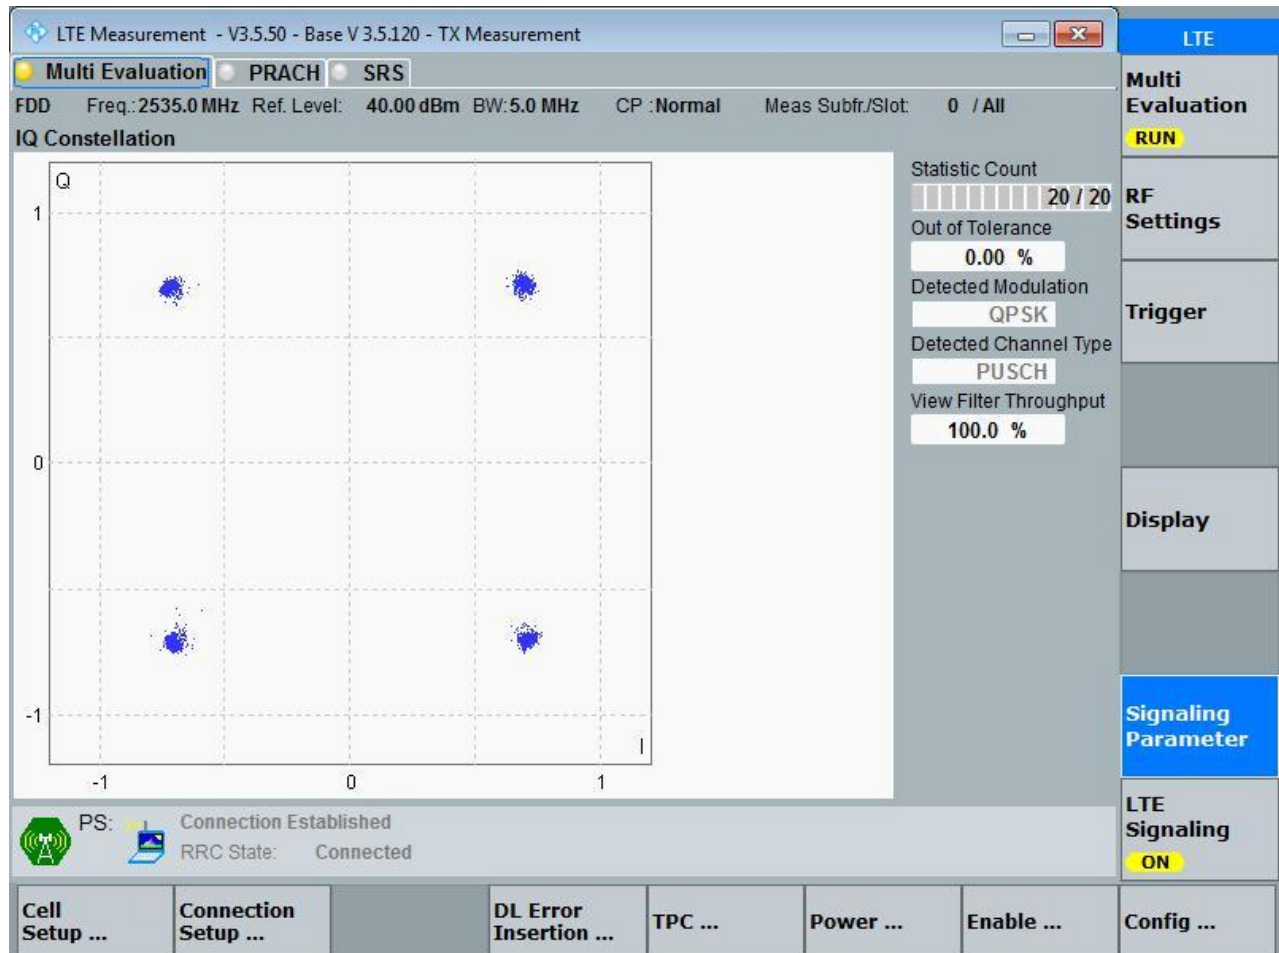 LTE Measurement - V3.5.50 - Base V 3.5.120 - TX Measurement
LTE
Multi Evaluation PRACH SRS
FDD Freq.: 2535.0 MHz Ref. Level: 40.00 dBm BW: 5.0 MHz CP : Normal Meas Subfr./Slot: 0 / All
IQ Constellation
Q
1
0
-1
I
-1 0 1
Statistic Count
20 / 20
Out of Tolerance
0.00 %
Detected Modulation
QPSK
Detected Channel Type
PUSCH
View Filter Throughput
100.0 %
Multi
Evaluation
RUN
RF
Settings
Trigger
Display
Signaling
Parameter
LTE
Signaling
ON
PS: Connection Established
RRC State: Connected
Cell
Setup ...
Connection
Setup ...
DL Error
Insertion ...
TPC ...
Power ...
Enable ...
Config ...